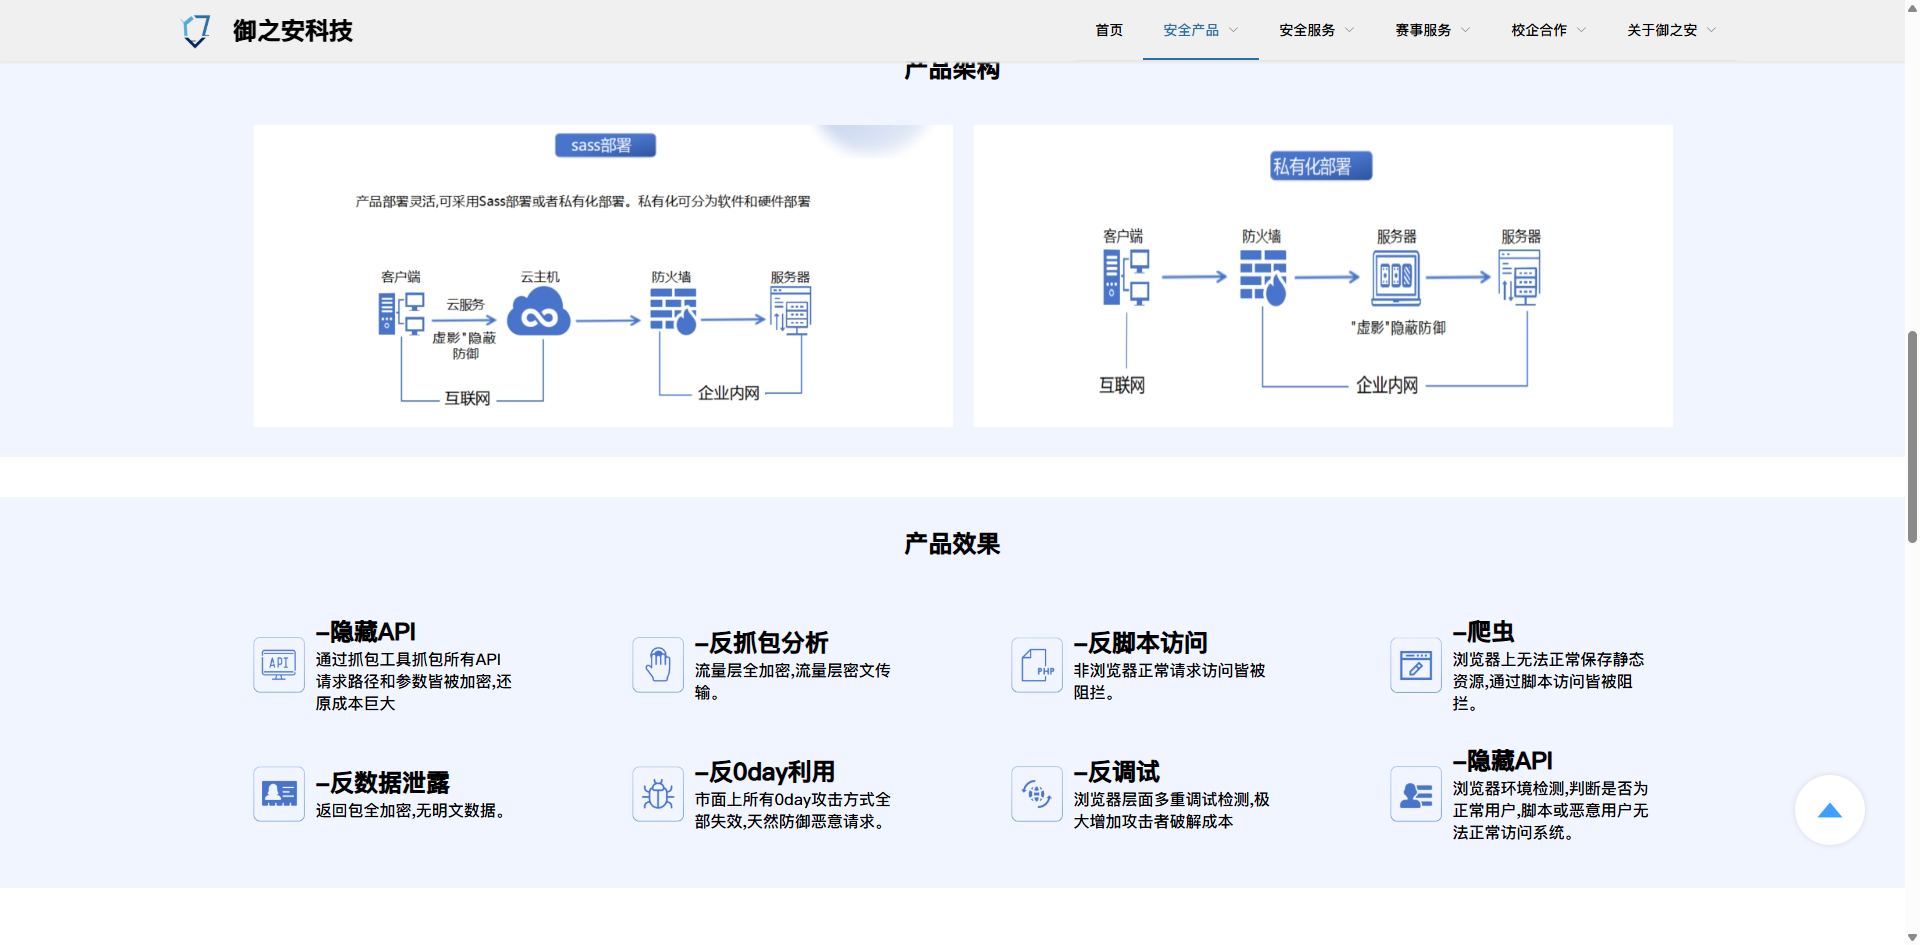 御之安科技
首页
安全产品
安全服务
赛事服务
校企合作
关于御之安
产品架构
sass部署
产品部署灵活,可采用Sass部署或者私有化部署。私有化可分为软件和硬件部署
客户端
云主机
防火墙
服务器
云服务
虚影"隐蔽
防御
互联网
企业内网
私有化部署
客户端
防火墙
服务器
服务器
"虚影"隐蔽防御
互联网
企业内网
产品效果
API
–隐藏API
通过抓包工具抓包所有API
请求路径和参数皆被加密,还
原成本巨大
–反抓包分析
流量层全加密,流量层密文传
输。
PHP
–反脚本访问
非浏览器正常请求访问皆被
阻拦。
–爬虫
浏览器上无法正常保存静态
资源,通过脚本访问皆被阻
拦。
–反数据泄露
返回包全加密,无明文数据。
–反0day利用
市面上所有0day攻击方式全
部失效,天然防御恶意请求。
–反调试
浏览器层面多重调试检测,极
大增加攻击者破解成本
–隐藏API
浏览器环境检测,判断是否为
正常用户,脚本或恶意用户无
法正常访问系统。